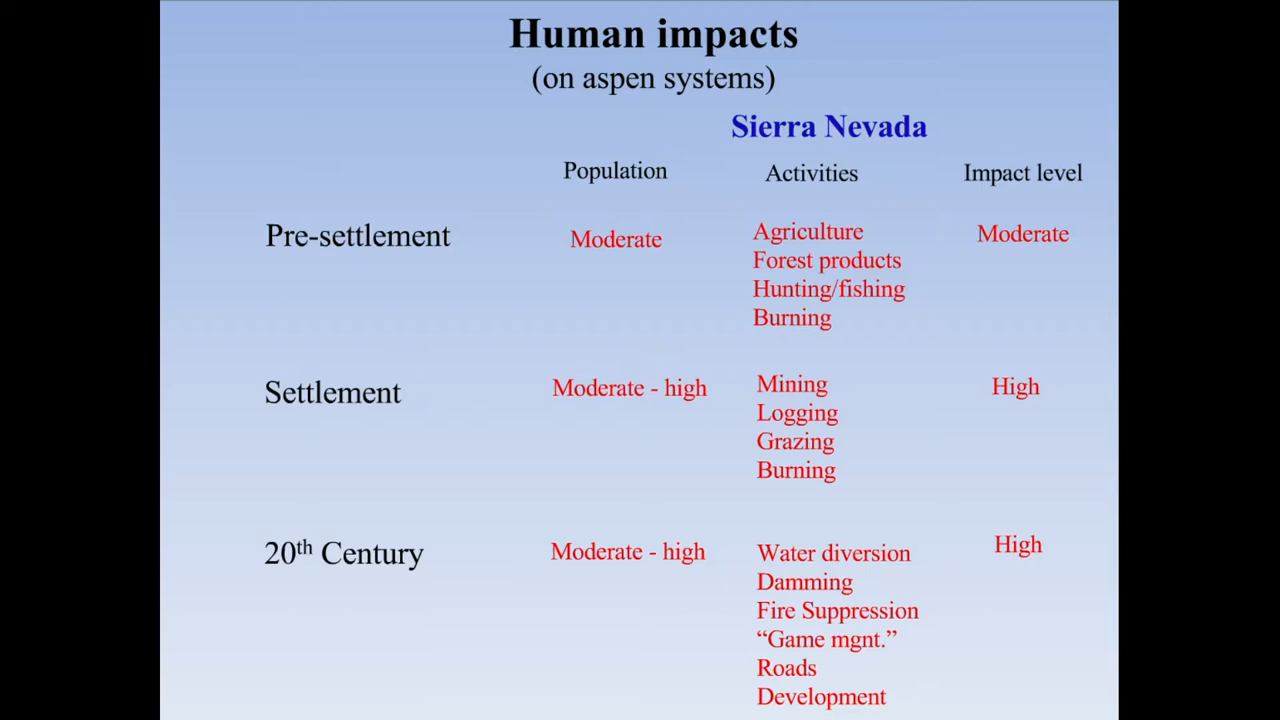 Human impacts
(on aspen systems)
Sierra Nevada
Population Activities Impact level
Pre-settlement Moderate Agriculture Moderate
Forest products
Hunting/fishing
Burning
Settlement Moderate - high Mining High
Logging
Grazing
Burning
20th Century Moderate - high Water diversion High
Damming
Fire Suppression
“Game mgnt.”
Roads
Development